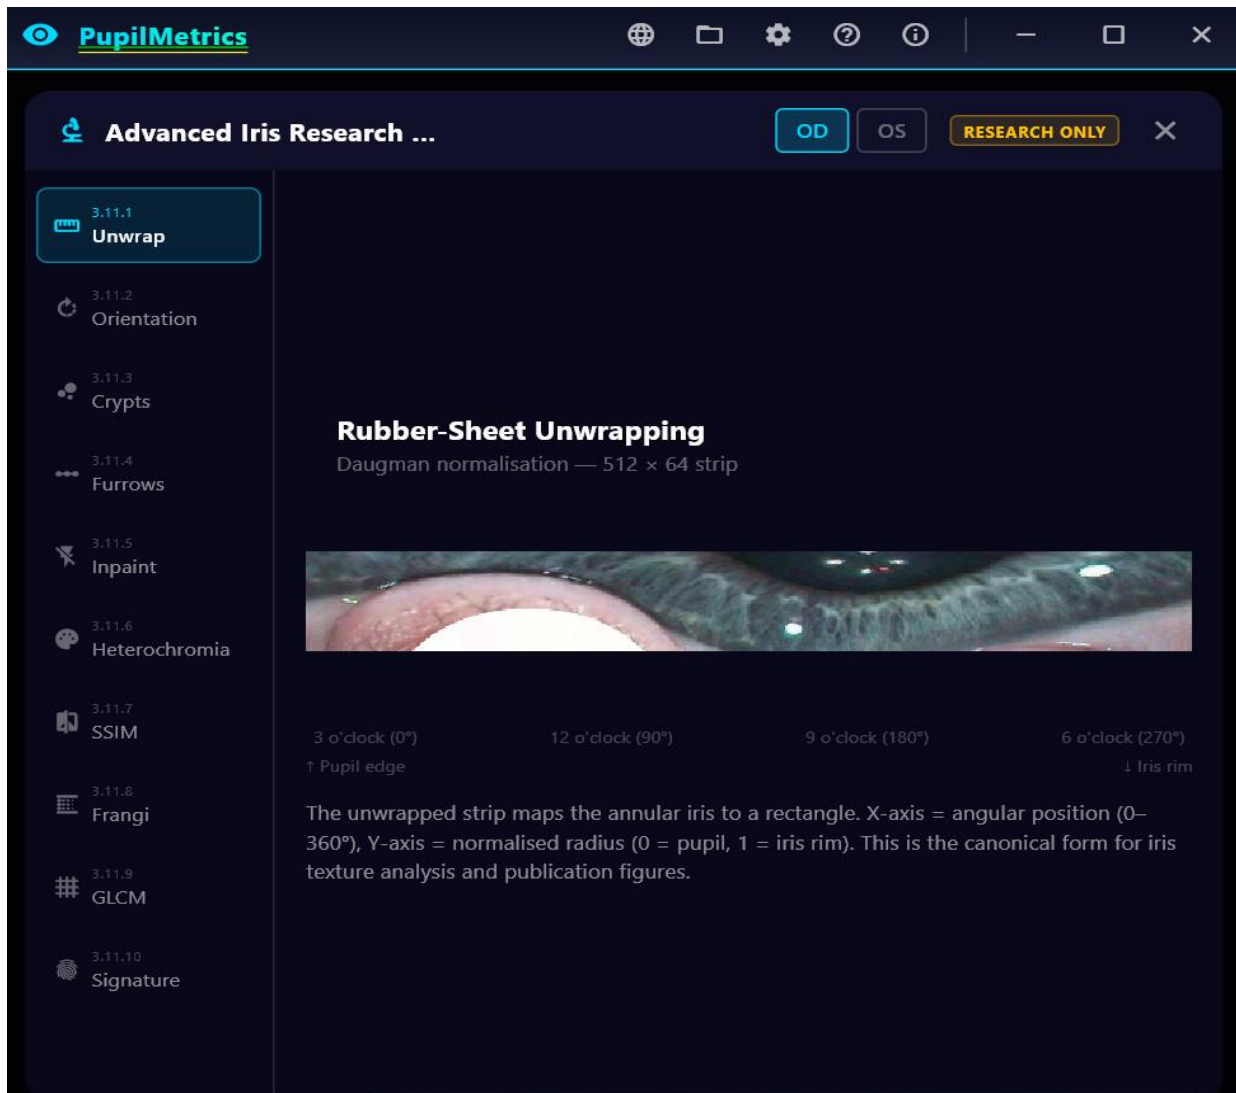 PupilMetrics
Advanced Iris Research ...
OD
OS
RESEARCH ONLY
3.11.1
Unwrap
3.11.2
Orientation
3.11.3
Crypts
3.11.4
Furrows
3.11.5
Inpaint
3.11.6
Heterochromia
3.11.7
SSIM
3.11.8
Frangi
3.11.9
GLCM
3.11.10
Signature
Rubber-Sheet Unwrapping
Daugman normalisation — 512 × 64 strip
3 o'clock (0°) 12 o'clock (90°) 9 o'clock (180°) 6 o'clock (270°)
↑ Pupil edge ↓ Iris rim
The unwrapped strip maps the annular iris to a rectangle. X-axis = angular position (0–
360°), Y-axis = normalised radius (0 = pupil, 1 = iris rim). This is the canonical form for iris
texture analysis and publication figures.